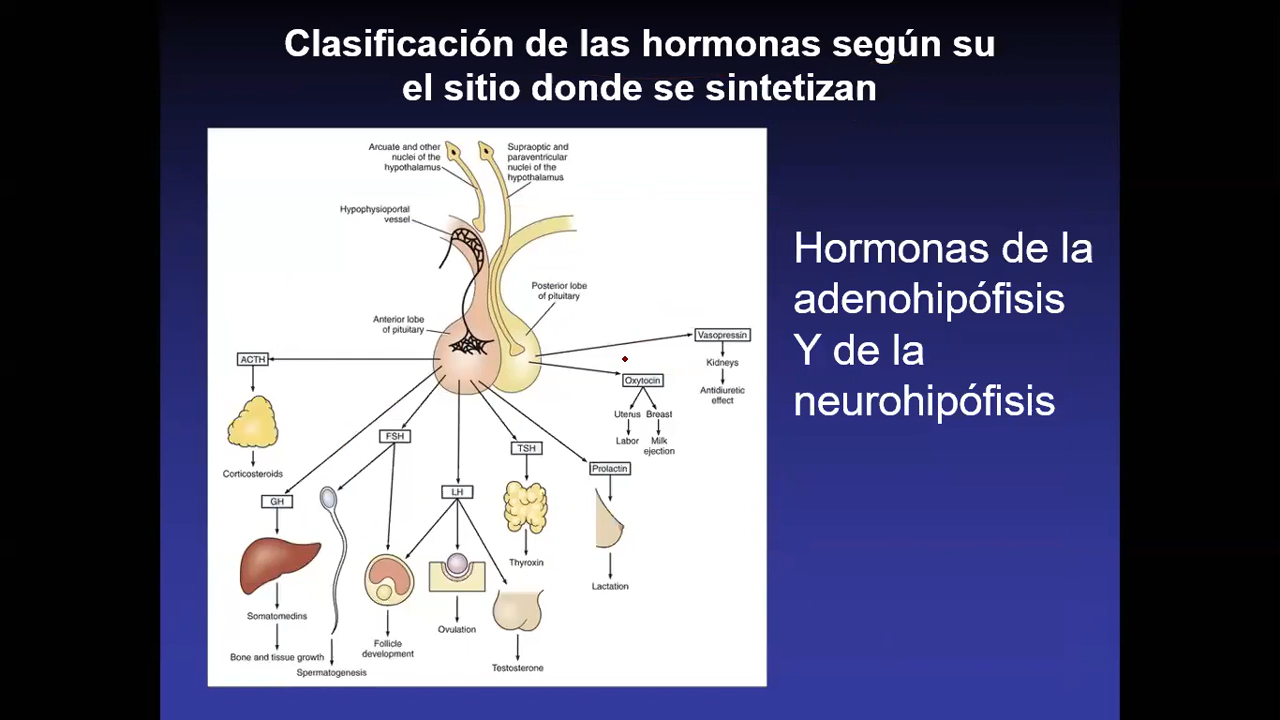 Clasificación de las hormonas según su
el sitio donde se sintetizan
Arcuate and other
nuclei of the
hypothalamus
Supraoptic and
paraventricular
nuclei of the
hypothalamus
Hypophysioportal
vessel
Posterior lobe
of pituitary
Anterior lobe
of pituitary
Hormonas de la
adenohipófisis
Y de la
neurohipófisis
Vasopressin
Kidneys
Antidiuretic
effect
Oxytocin
Uterus
Breast
Labor
Milk
ejection
ACTH
Corticosteroids
FSH
TSH
Prolactin
GH
LH
Thyroxin
Lactation
Somatomedins
Bone and tissue growth
Spermatogenesis
Follicle
development
Ovulation
Testosterone